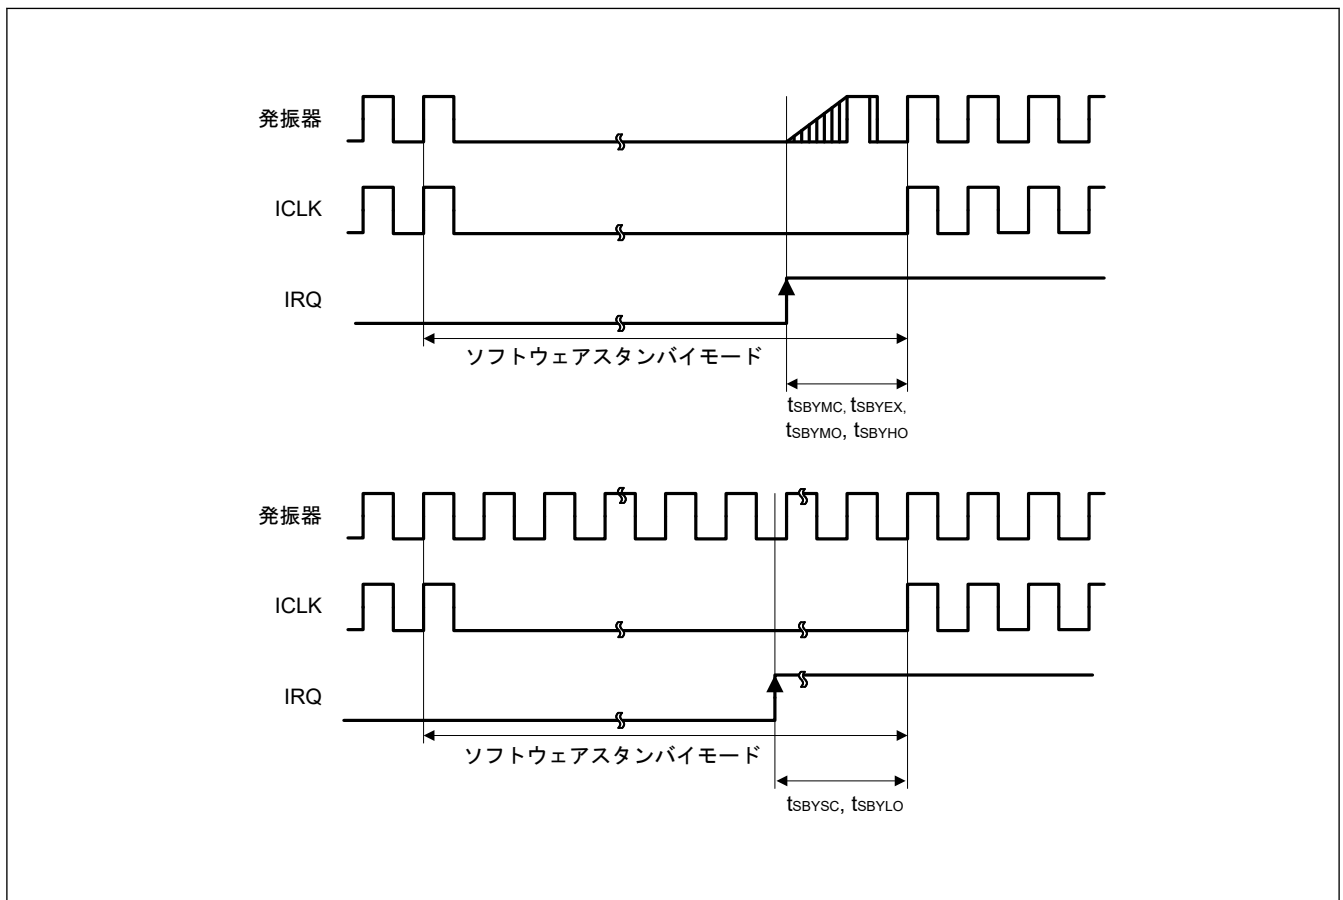 発振器
ICLK
IRQ
ソフトウェアスタンバイモード
tSBYMC, tSBYEX,
tSBYMO, tSBYHO
発振器
ICLK
IRQ
ソフトウェアスタンバイモード
tSBYSC, tSBYLO